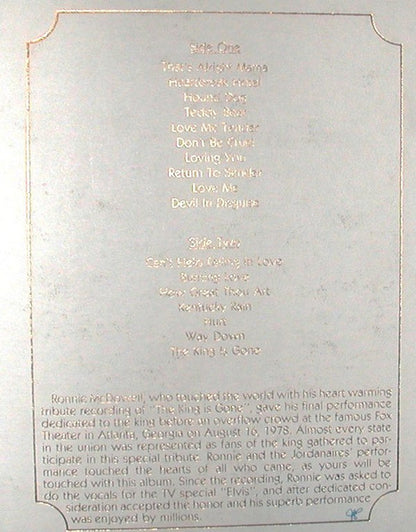 Side One
That's Alright Mama
Heartbreak Hotel
Hound Dog
Teddy Bear
Love Me Tender
Don't Be Cruel
Loving You
Return To Sender
Love Me
Devil In Disguise
Side Two
Can't Help Falling In Love
Burning Love
How Great Thou Art
Kentucky Rain
Hurt
Way Down
The King Is Gone
Ronnie McDowell, who touched the world with his heart warming
tribute recording of "The King is Gone", gave his final performance
dedicated to the king before an overflow crowd at the famous Fox
Theater in Atlanta, Georgia on August 16, 1978. Almost every state
in the union was represented as fans of the king gathered to par-
ticipate in this special tribute. Ronnie and the Jordanaires' perfor-
mance touched the hearts of all who came, as yours will be
touched with this album. Since the recording, Ronnie was asked to
do the vocals for the TV special "Elvis", and after dedicated con-
sideration accepted the honor and his superb performance
was enjoyed by millions.